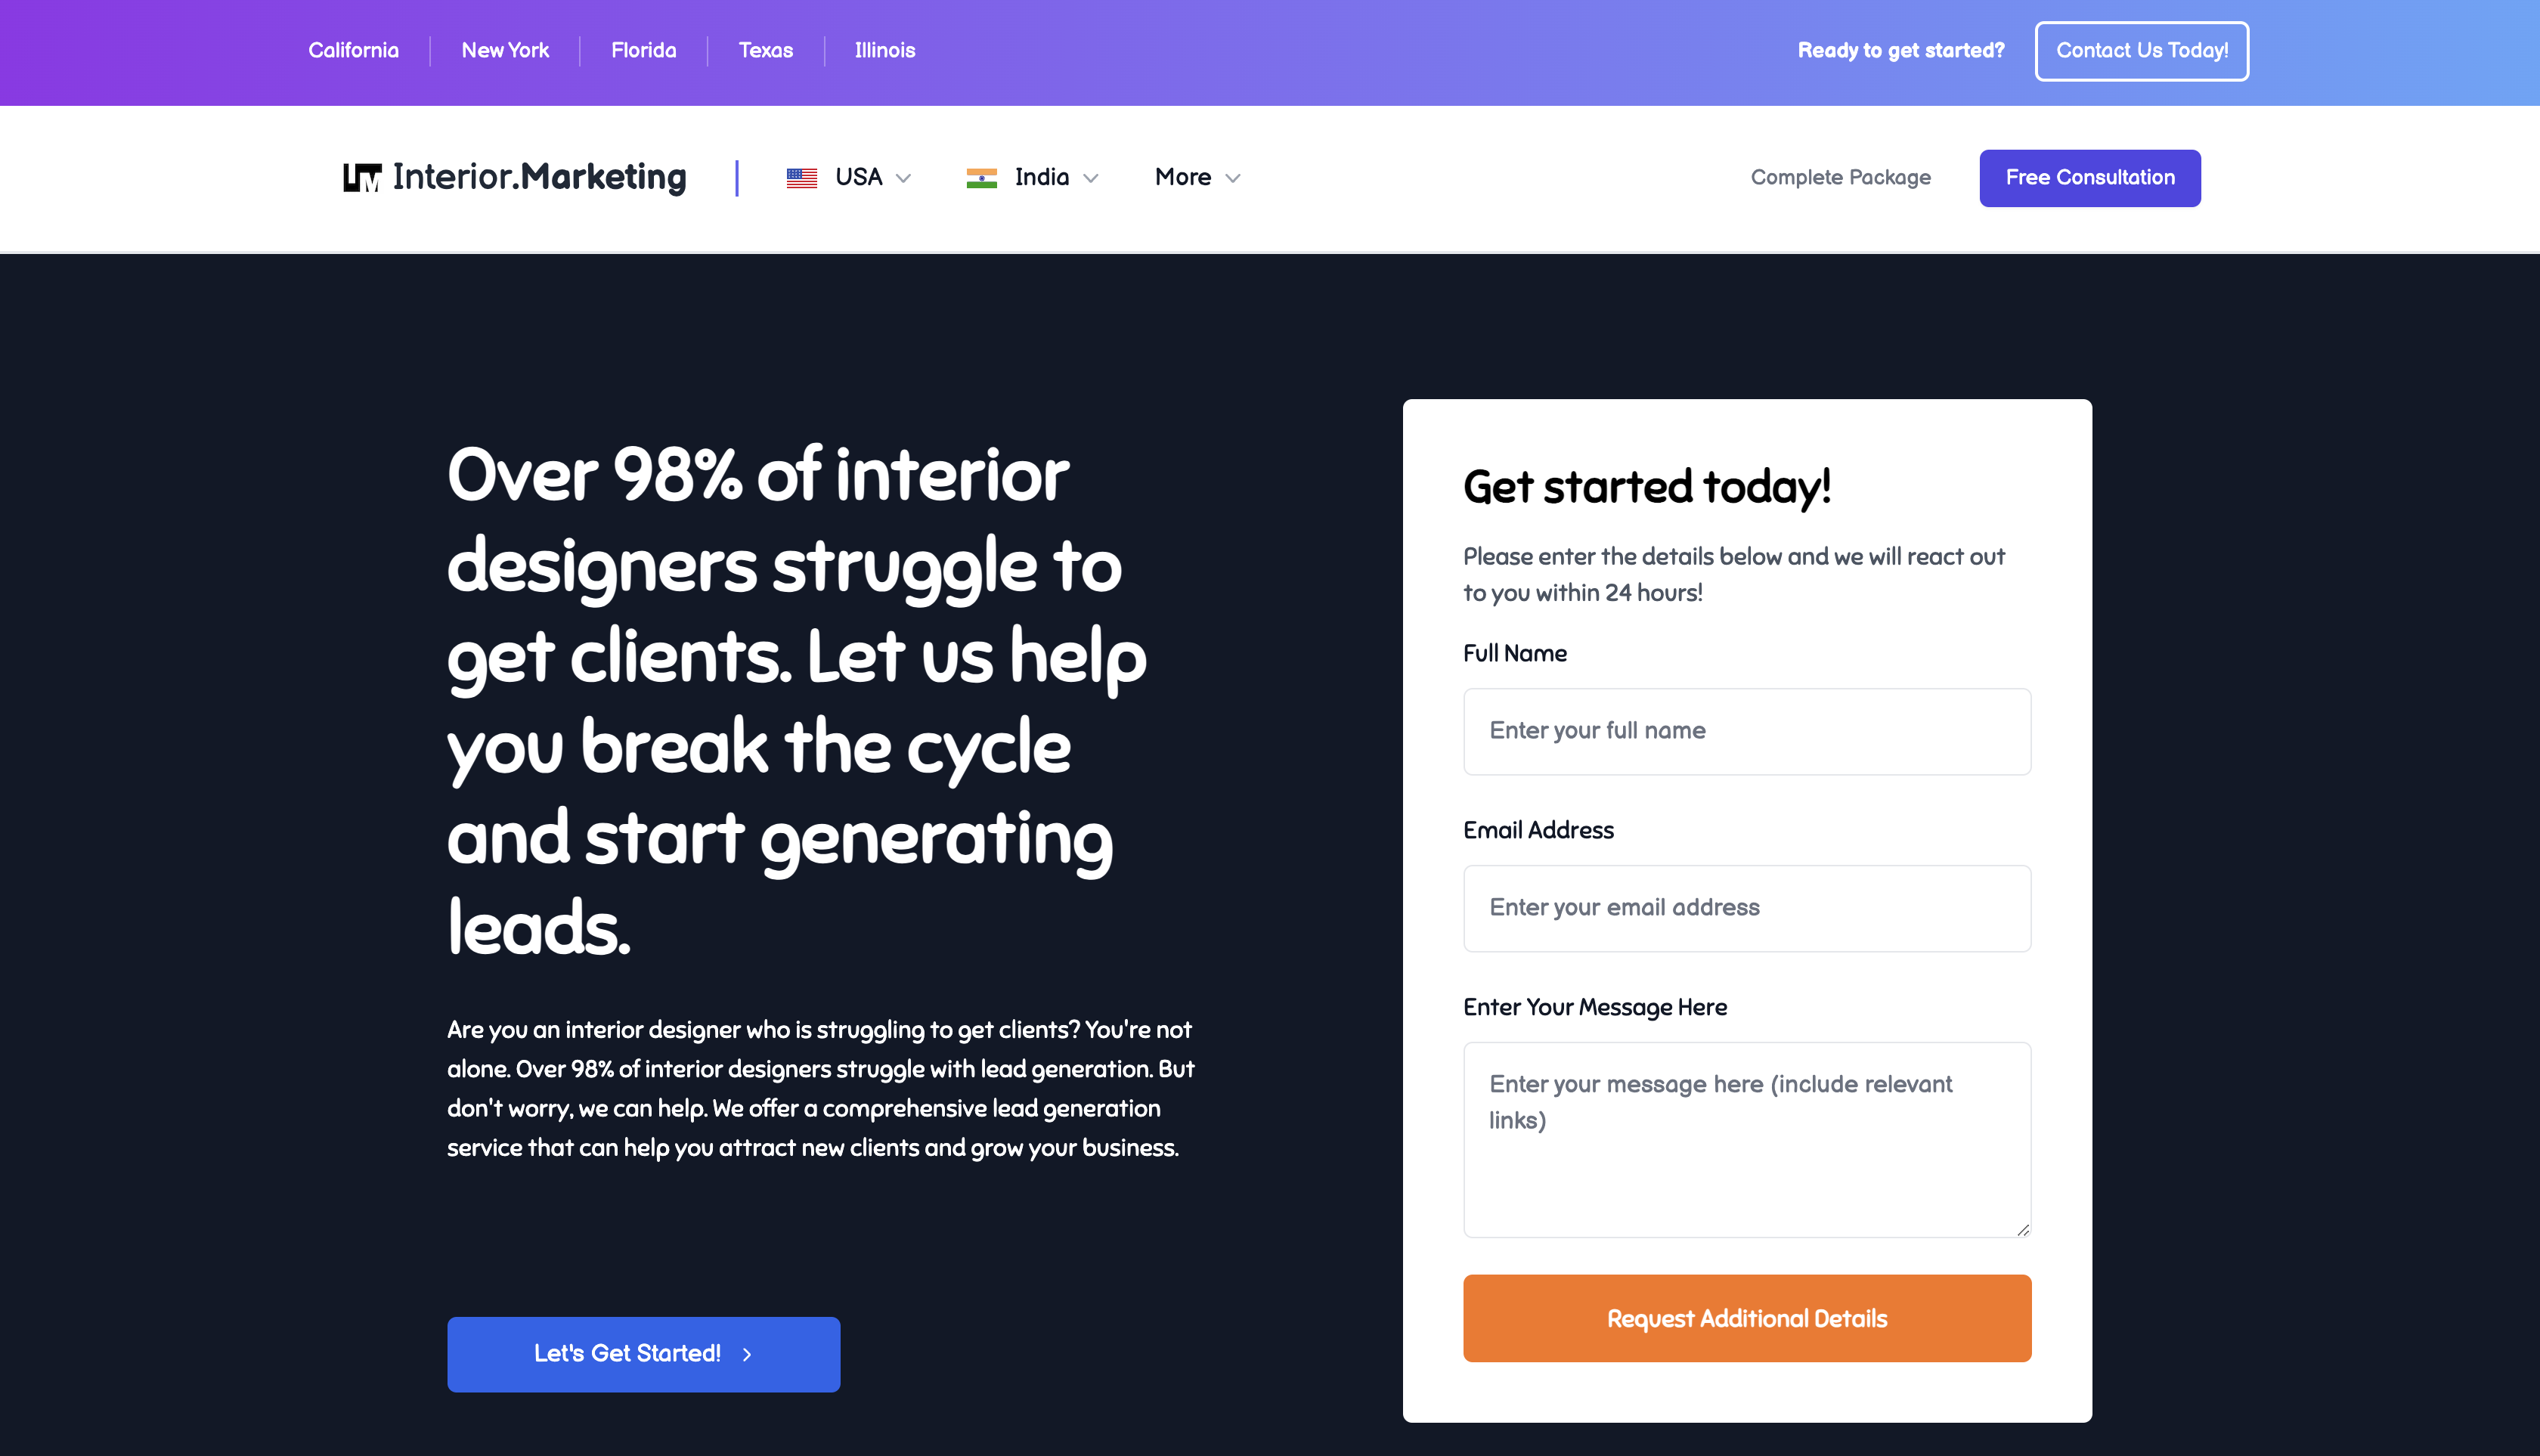 California
New York
Florida
Texas
Illinois
Ready to get started?
Contact Us Today!
Interior.Marketing
USA
India
More
Complete Package
Free Consultation
Over 98% of interior
designers struggle to
get clients. Let us help
you break the cycle
and start generating
leads.
Are you an interior designer who is struggling to get clients? You're not
alone. Over 98% of interior designers struggle with lead generation. But
don't worry, we can help. We offer a comprehensive lead generation
service that can help you attract new clients and grow your business.
Let's Get Started!
Get started today!
Please enter the details below and we will react out
to you within 24 hours!
Full Name
Enter your full name
Email Address
Enter your email address
Enter Your Message Here
Enter your message here (include relevant
links)
Request Additional Details